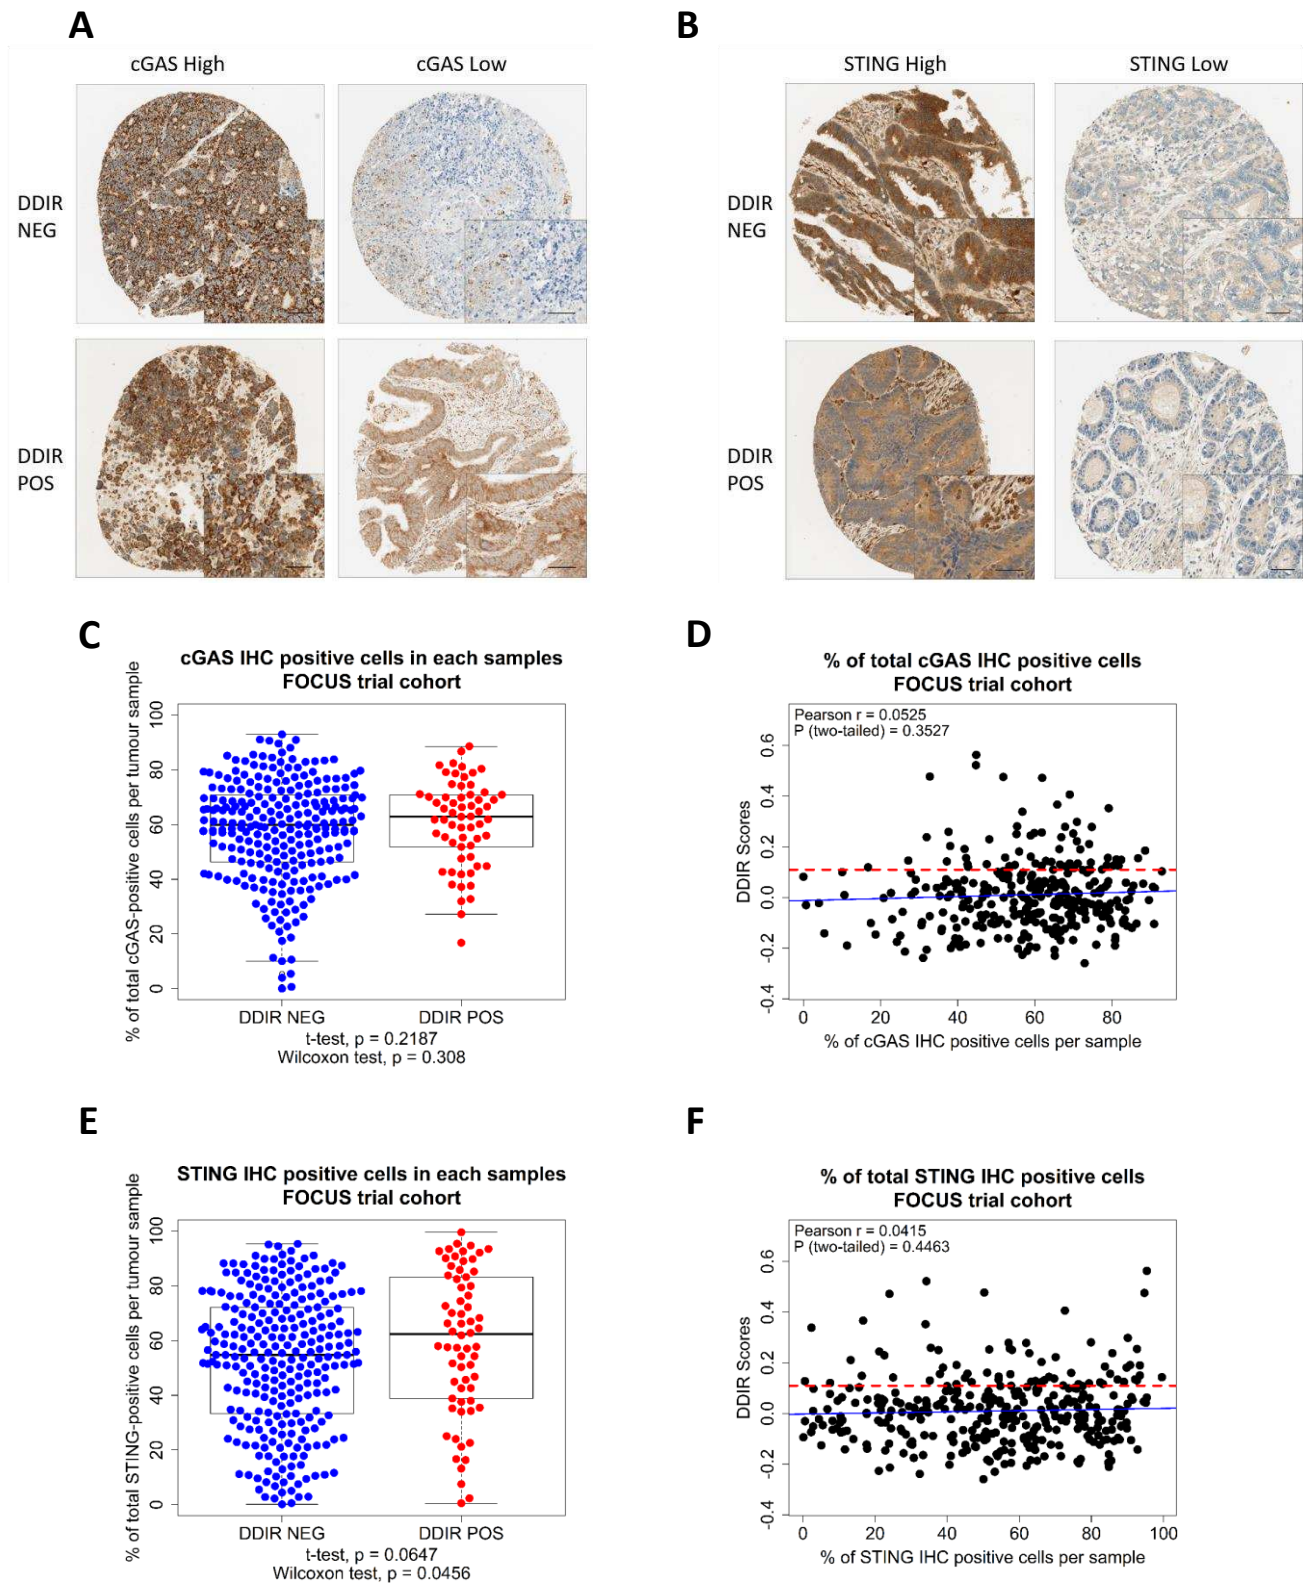 A
cGAS High
cGAS Low
DDIR
NEG
DDIR
POS
B
STING High
STING Low
DDIR
NEG
DDIR
POS
C
cGAS IHC positive cells in each samples
FOCUS trial cohort
% of total cGAS-positive cells per tumour sample
100
80
60
40
20
0
DDIR NEG
DDIR POS
t-test, p = 0.2187
Wilcoxon test, p = 0.308
D
% of total cGAS IHC positive cells
FOCUS trial cohort
Pearson r = 0.0525
P (two-tailed) = 0.3527
DDIR Scores
0.6
0.4
0.2
0.0
-0.2
-0.4
0 20 40 60 80
% of cGAS IHC positive cells per sample
E
STING IHC positive cells in each samples
FOCUS trial cohort
% of total STING-positive cells per tumour sample
100
80
60
40
20
0
DDIR NEG
DDIR POS
t-test, p = 0.0647
Wilcoxon test, p = 0.0456
F
% of total STING IHC positive cells
FOCUS trial cohort
Pearson r = 0.0415
P (two-tailed) = 0.4463
DDIR Scores
0.6
0.4
0.2
0.0
-0.2
-0.4
0 20 40 60 80 100
% of STING IHC positive cells per sample